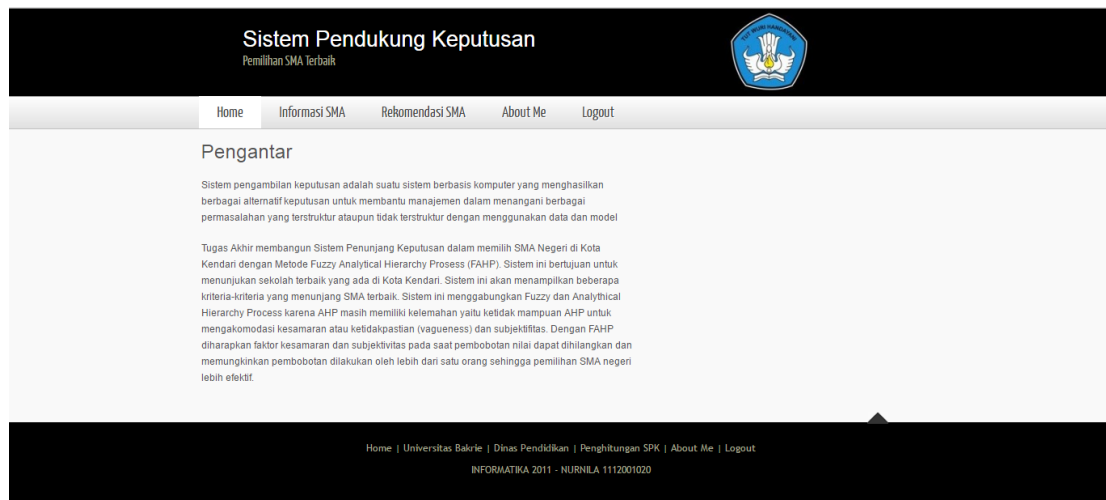 Sistem Pendukung Keputusan
Pemilihan SMA Terbaik
TUT WURI HANDAYANI
Home Informasi SMA Rekomendasi SMA About Me Logout
Pengantar
Sistem pengambilan keputusan adalah suatu sistem berbasis komputer yang menghasilkan
berbagai alternatif keputusan untuk membantu manajemen dalam menangani berbagai
permasalahan yang terstruktur ataupun tidak terstruktur dengan menggunakan data dan model
Tugas Akhir membangun Sistem Penunjang Keputusan dalam memilih SMA Negeri di Kota
Kendari dengan Metode Fuzzy Analytical Hierarchy Prosess (FAHP). Sistem ini bertujuan untuk
menunjukan sekolah terbaik yang ada di Kota Kendari. Sistem ini akan menampilkan beberapa
kriteria-kriteria yang menunjang SMA terbaik. Sistem ini menggabungkan Fuzzy dan Analythical
Hierarchy Process karena AHP masih memiliki kelemahan yaitu ketidak mampuan AHP untuk
mengakomodasi kesamaran atau ketidakpastian (vagueness) dan subjektifitas. Dengan FAHP
diharapkan faktor kesamaran dan subjektivitas pada saat pembobotan nilai dapat dihilangkan dan
memungkinkan pembobotan dilakukan oleh lebih dari satu orang sehingga pemilihan SMA negeri
lebih efektif.
Home | Universitas Bakrie | Dinas Pendidikan | Penghitungan SPK | About Me | Logout
INFORMATIKA 2011 - NURNILA 1112001020